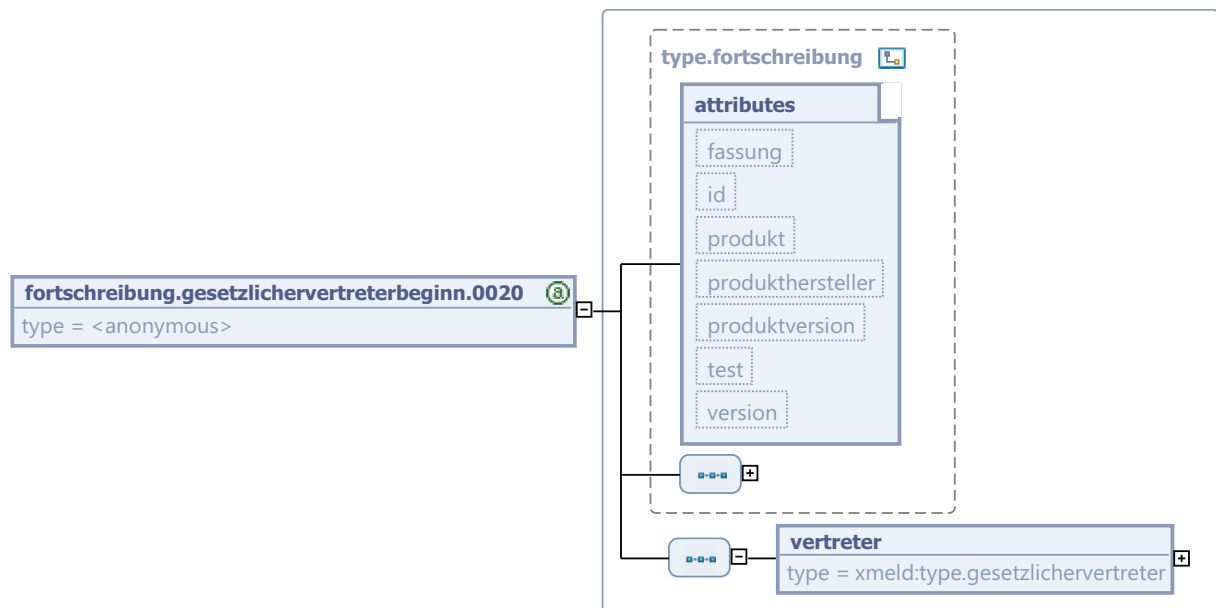 type.fortschreibung
attributes
fassung
id
produkt
produkthersteller
produktversion
test
version
fortschreibung.gesetzlichervertreterbeginn.0020
type = <anonymous>
vertreter
type = xmeld:type.gesetzlichervertreter